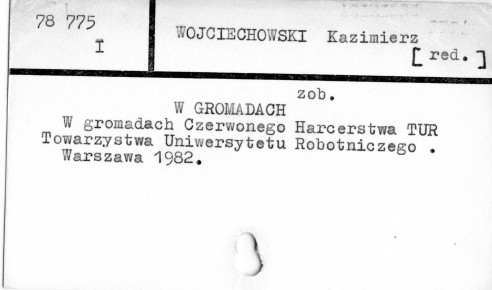 78 775
I
WOJCIECHOWSKI Kazimierz
[ red. ]
zob.
W GROMADACH
W gromadach Czerwonego Harcerstwa TUR
Towarzystwa Uniwersytetu Robotniczego .
Warszawa 1982.